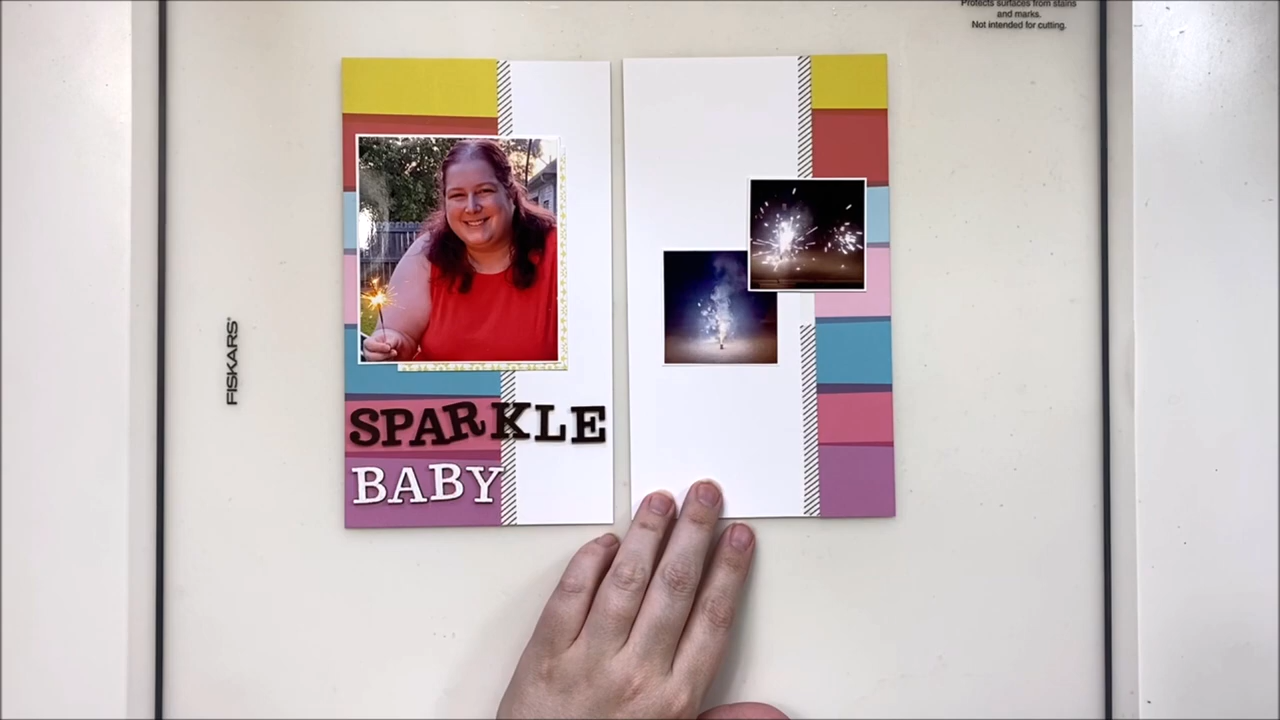 Protects surfaces from stains
and marks.
Not intended for cutting.
FISKARS®
SPARKLE
BABY